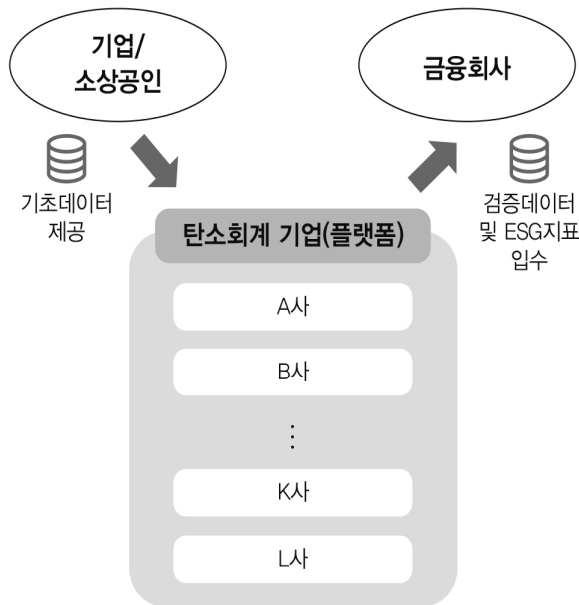 기업/
소상공인
금융회사
기초데이터
제공
검증데이터
및 ESG지표
입수
탄소회계 기업(플랫폼)
A사
B사
⋮
K사
L사